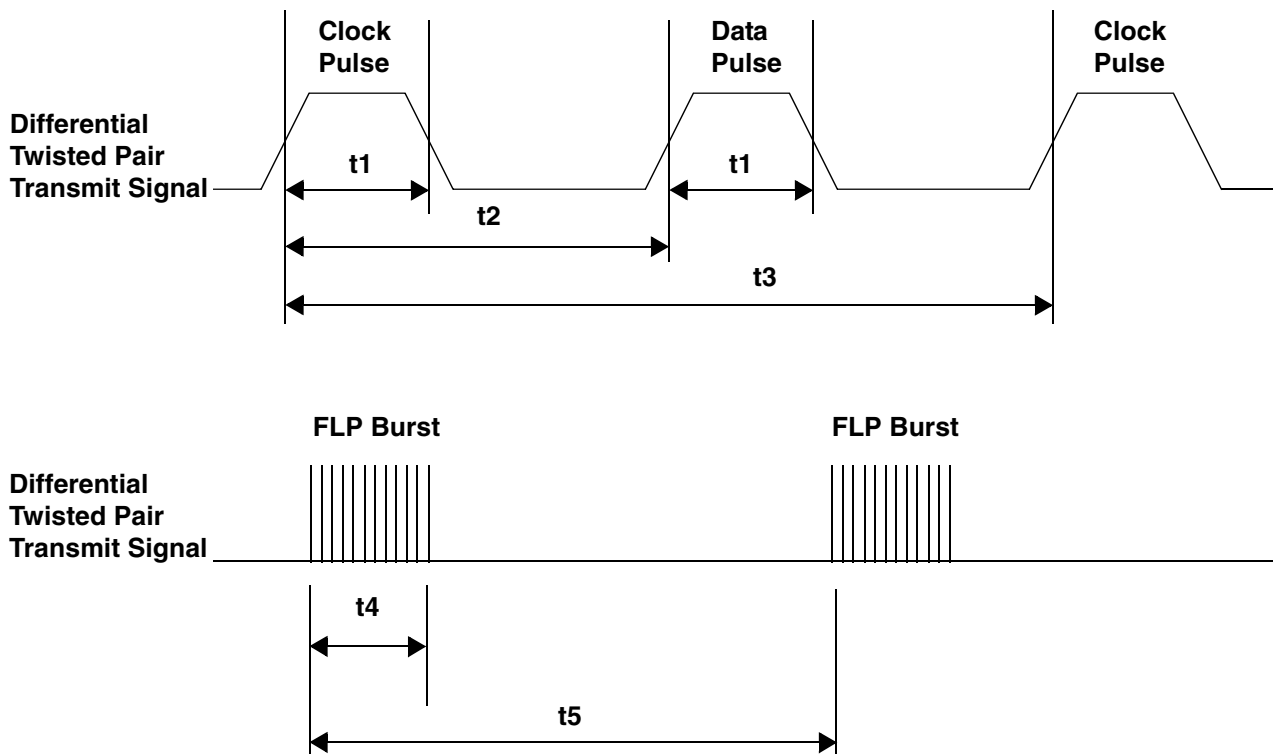 Clock
Pulse
Data
Pulse
Clock
Pulse
Differential
Twisted Pair
Transmit Signal
t1
t1
t2
t3
FLP Burst
FLP Burst
Differential
Twisted Pair
Transmit Signal
t4
t5